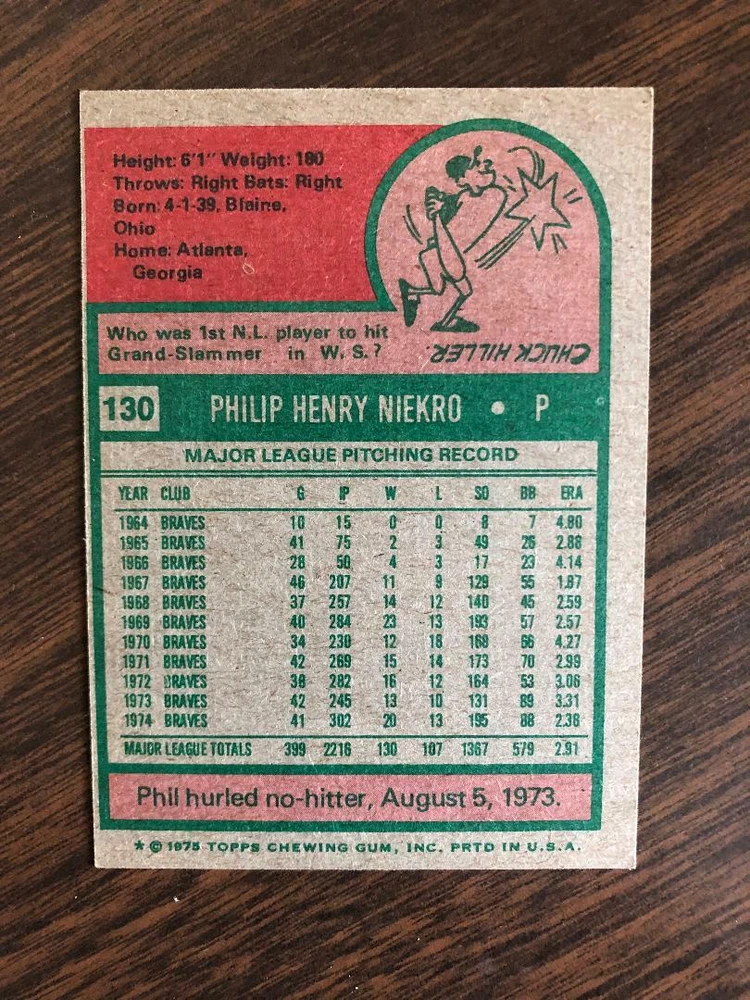 Height: 6'1" Weight: 180
Throws: Right Bats: Right
Born: 4-1-39, Blaine,
Ohio
Home: Atlanta,
Georgia
Who was 1st N.L. player to hit
Grand-Slammer in W. S.?
CHUCK HILLER.
130 PHILIP HENRY NIEKRO • P
MAJOR LEAGUE PITCHING RECORD
YEAR CLUB G IP W L SO BB ERA
1964 BRAVES 10 15 0 0 8 7 4.80
1965 BRAVES 41 75 2 3 49 26 2.88
1966 BRAVES 28 50 4 3 17 23 4.14
1967 BRAVES 46 207 11 9 129 55 1.87
1968 BRAVES 37 257 14 12 140 45 2.59
1969 BRAVES 40 284 23 13 193 57 2.57
1970 BRAVES 34 230 12 18 168 66 4.27
1971 BRAVES 42 269 15 14 173 70 2.99
1972 BRAVES 38 282 16 12 164 53 3.06
1973 BRAVES 42 245 13 10 131 89 3.31
1974 BRAVES 41 302 20 13 195 88 2.38
MAJOR LEAGUE TOTALS 399 2216 130 107 1367 579 2.91
Phil hurled no-hitter, August 5, 1973.
* © 1975 TOPPS CHEWING GUM, INC. PRTD IN U.S.A.